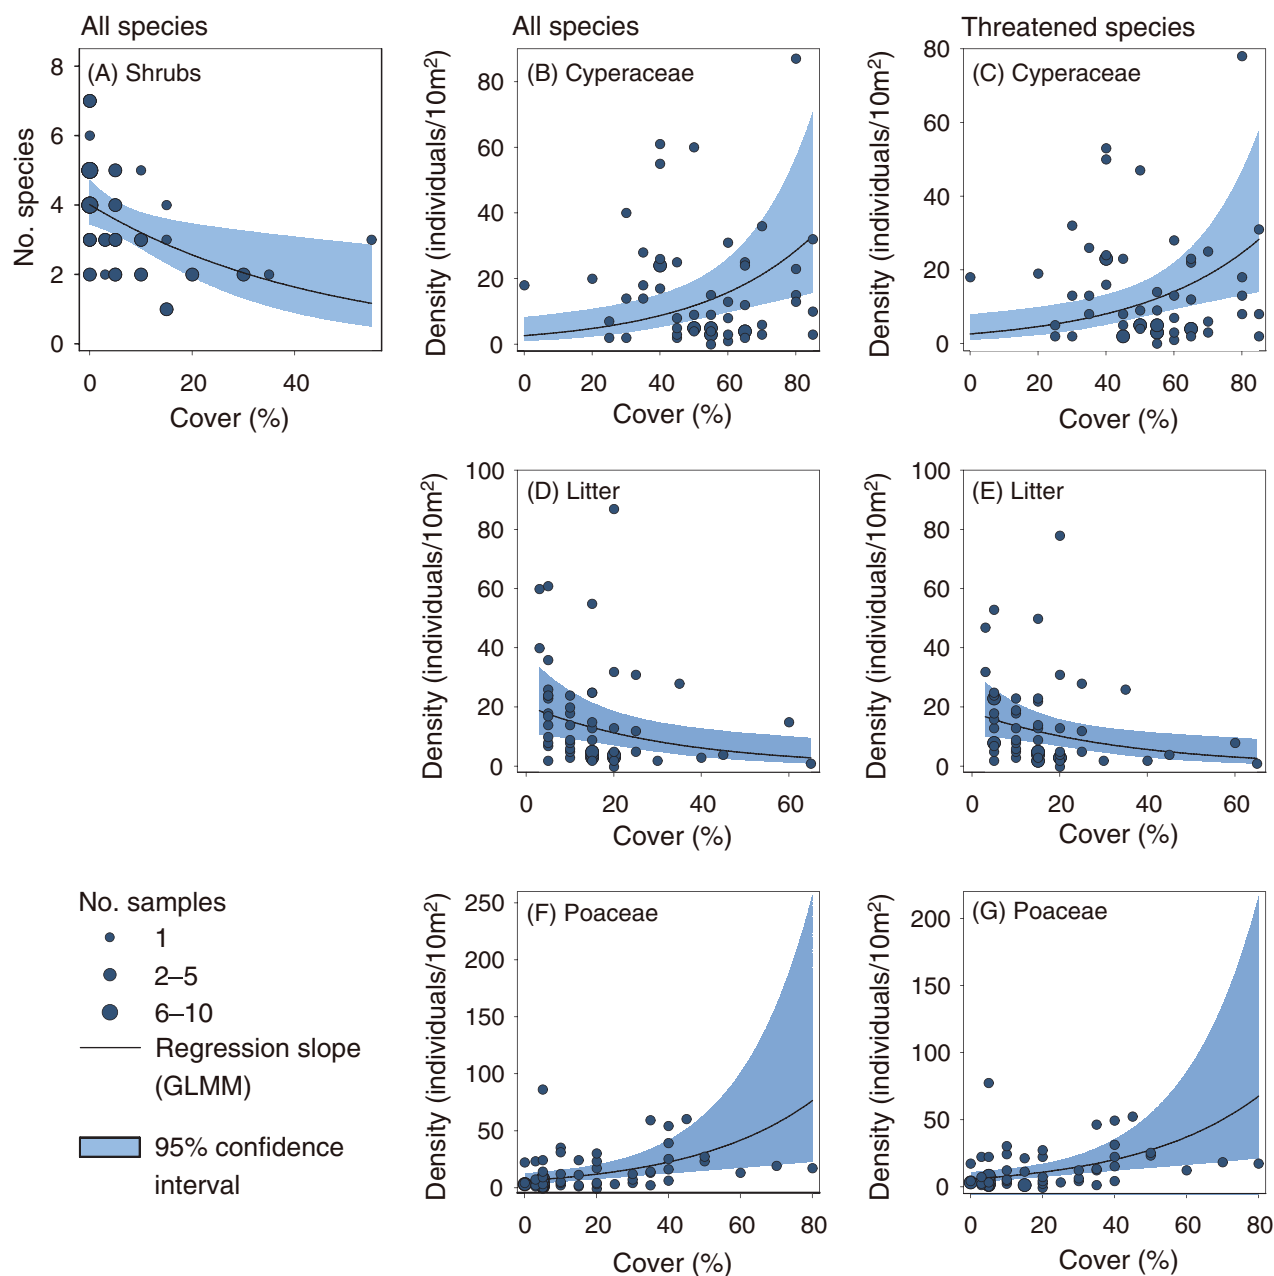 All species
All species
Threatened species
(A) Shrubs
No. species
8
6
4
2
0
0
20
40
Cover (%)
(B) Cyperaceae
Density (individuals/10m²)
80
60
40
20
0
0
20
40
60
80
Cover (%)
(C) Cyperaceae
Density (individuals/10m²)
80
60
40
20
0
0
20
40
60
80
Cover (%)
(D) Litter
Density (individuals/10m²)
100
80
60
40
20
0
0
20
40
60
Cover (%)
(E) Litter
Density (individuals/10m²)
100
80
60
40
20
0
0
20
40
60
Cover (%)
No. samples
1
2–5
6–10
Regression slope
(GLMM)
95% confidence
interval
(F) Poaceae
Density (individuals/10m²)
250
200
150
100
50
0
0
20
40
60
80
Cover (%)
(G) Poaceae
Density (individuals/10m²)
200
150
100
50
0
0
20
40
60
80
Cover (%)